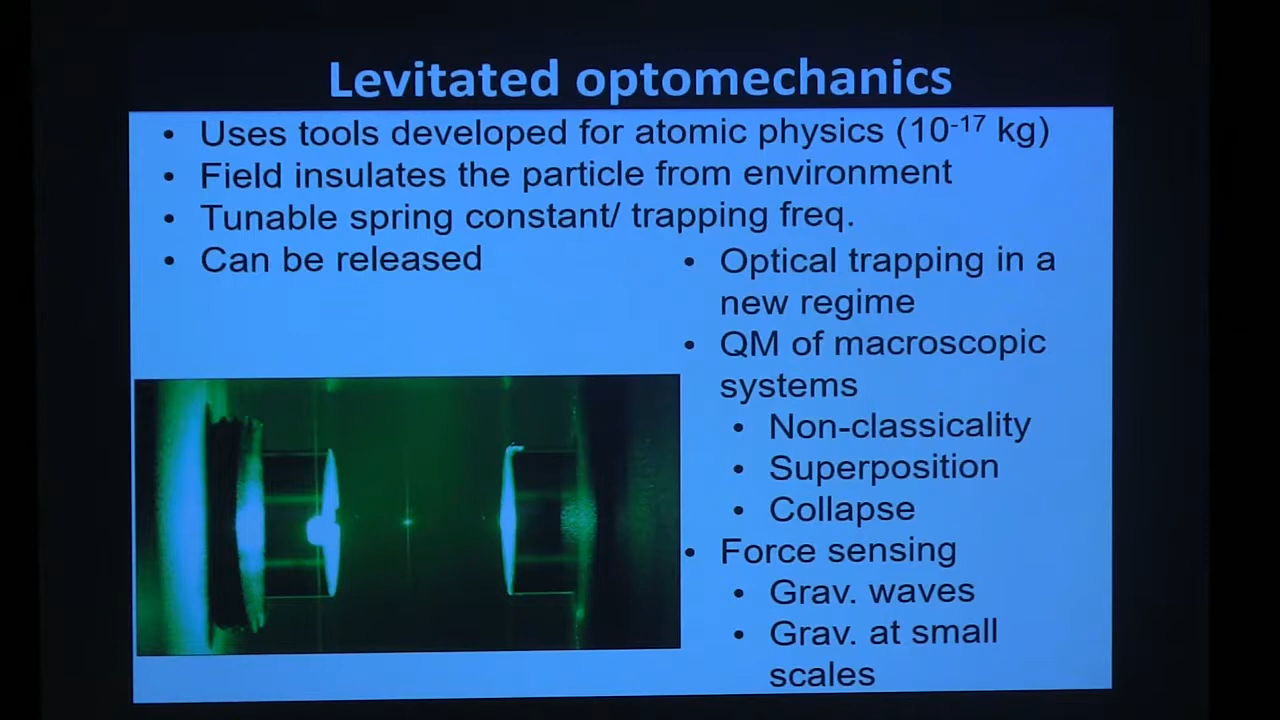 Levitated optomechanics
• Uses tools developed for atomic physics (10⁻¹⁷ kg)
• Field insulates the particle from environment
• Tunable spring constant/ trapping freq.
• Can be released
• Optical trapping in a
new regime
• QM of macroscopic
systems
• Non-classicality
• Superposition
• Collapse
• Force sensing
• Grav. waves
• Grav. at small
scales